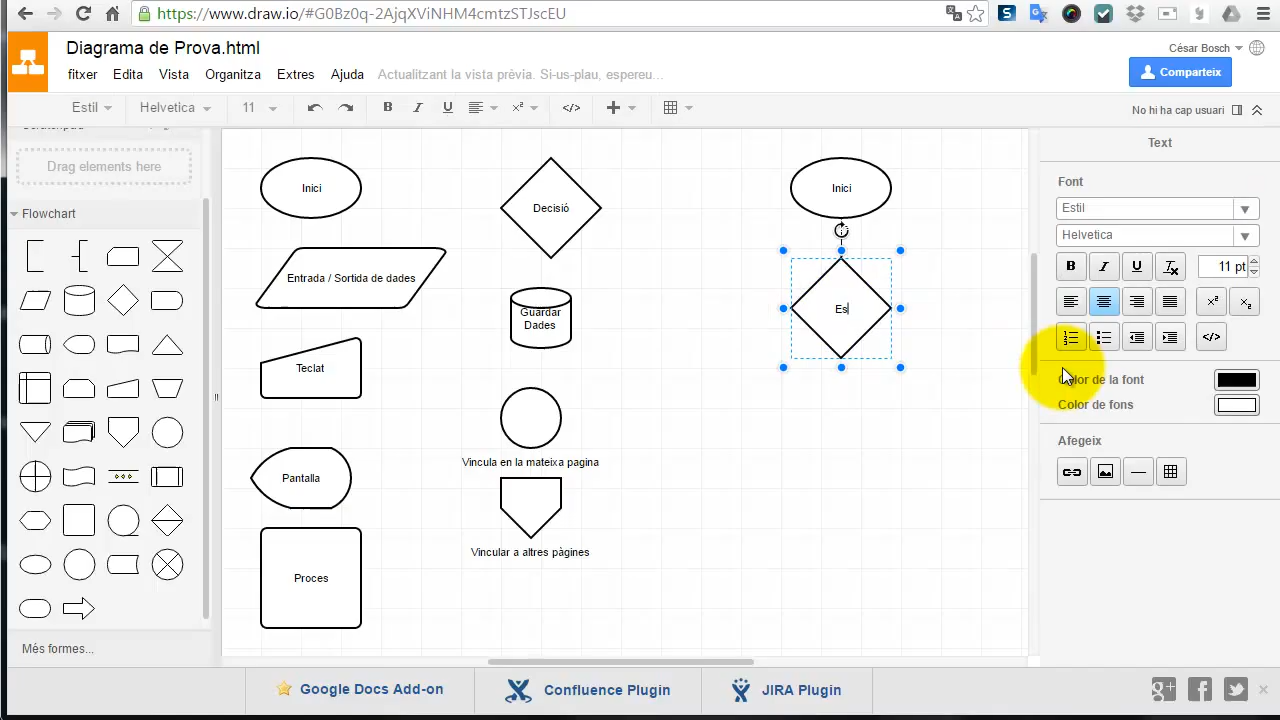 https://www.draw.io/#G0Bz0q-2AjqXViNHM4cmtzSTJscEU
Diagrama de Prova.html
César Bosch
fitxer Edita Vista Organitza Extres Ajuda Actualitzant la vista prèvia. Si-us-plau, espereu...
Comparteix
Estil Helvetica 11 B I U </> No hi ha cap usuari
Drag elements here
Flowchart
Més formes...
Inici
Entrada / Sortida de dades
Teclat
Pantalla
Proces
Decisió
Guardar
Dades
Vincula en la mateixa pagina
Vincular a altres pàgines
Inici
Es
Text
Font
Estil
Helvetica
B I U 11 pt
Color de la font
Color de fons
Afegeix
Google Docs Add-on Confluence Plugin JIRA Plugin